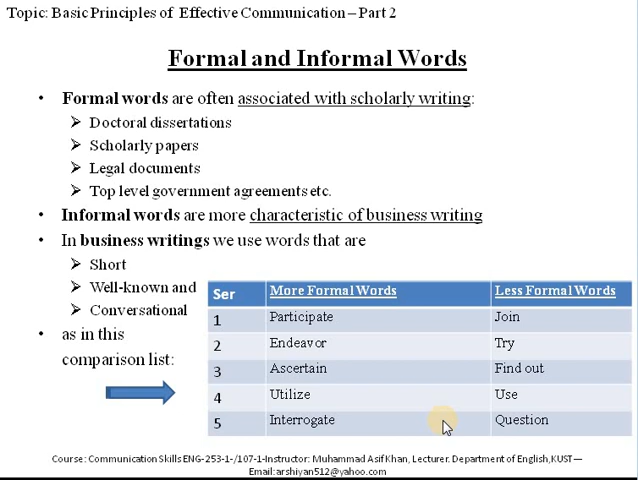 Topic: Basic Principles of Effective Communication – Part 2
Formal and Informal Words
• Formal words are often associated with scholarly writing:
➢ Doctoral dissertations
➢ Scholarly papers
➢ Legal documents
➢ Top level government agreements etc.
• Informal words are more characteristic of business writing
• In business writings we use words that are
➢ Short
➢ Well-known and
➢ Conversational
• as in this
comparison list:
Ser More Formal Words Less Formal Words
1 Participate Join
2 Endeavor Try
3 Ascertain Find out
4 Utilize Use
5 Interrogate Question
Course: Communication Skills ENG-253-1-/107-1-Instructor: Muhammad Asif Khan, Lecturer. Department of English,KUST—
Email:arshiyan512@yahoo.com